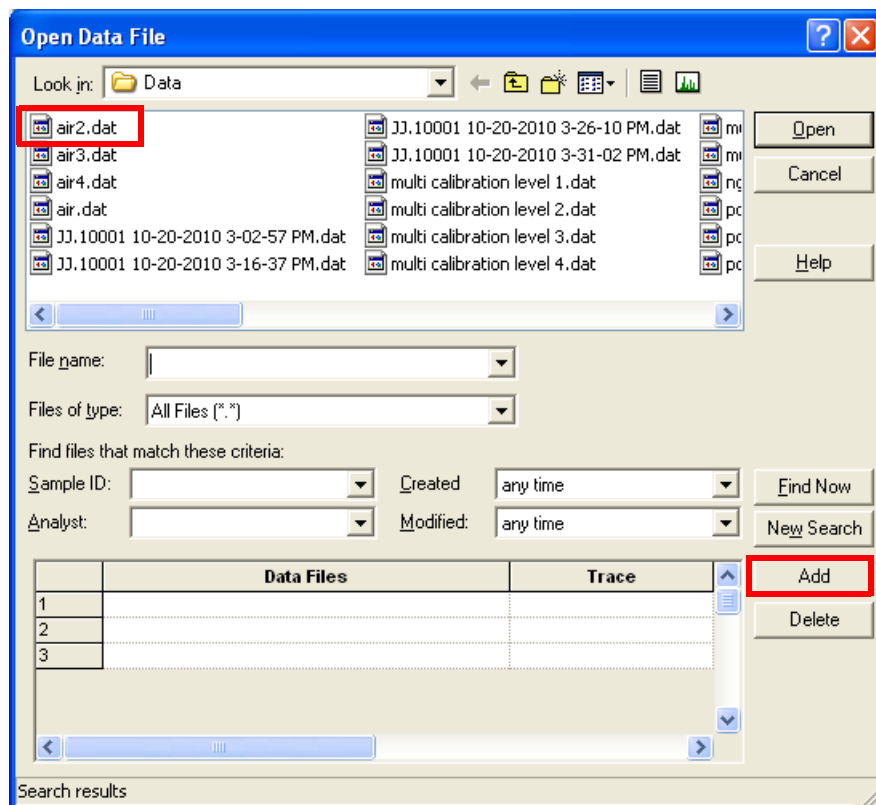 Open Data File
Look in: Data
air2.dat
air3.dat
air4.dat
air.dat
JJ.10001 10-20-2010 3-02-57 PM.dat
JJ.10001 10-20-2010 3-16-37 PM.dat
JJ.10001 10-20-2010 3-26-10 PM.dat
JJ.10001 10-20-2010 3-31-02 PM.dat
multi calibration level 1.dat
multi calibration level 2.dat
multi calibration level 3.dat
multi calibration level 4.dat
Open
Cancel
Help
File name:
Files of type: All Files (*.*)
Find files that match these criteria:
Sample ID: Created any time Find Now
Analyst: Modified: any time New Search
Data Files Trace Add
1
2
3
Delete
Search results